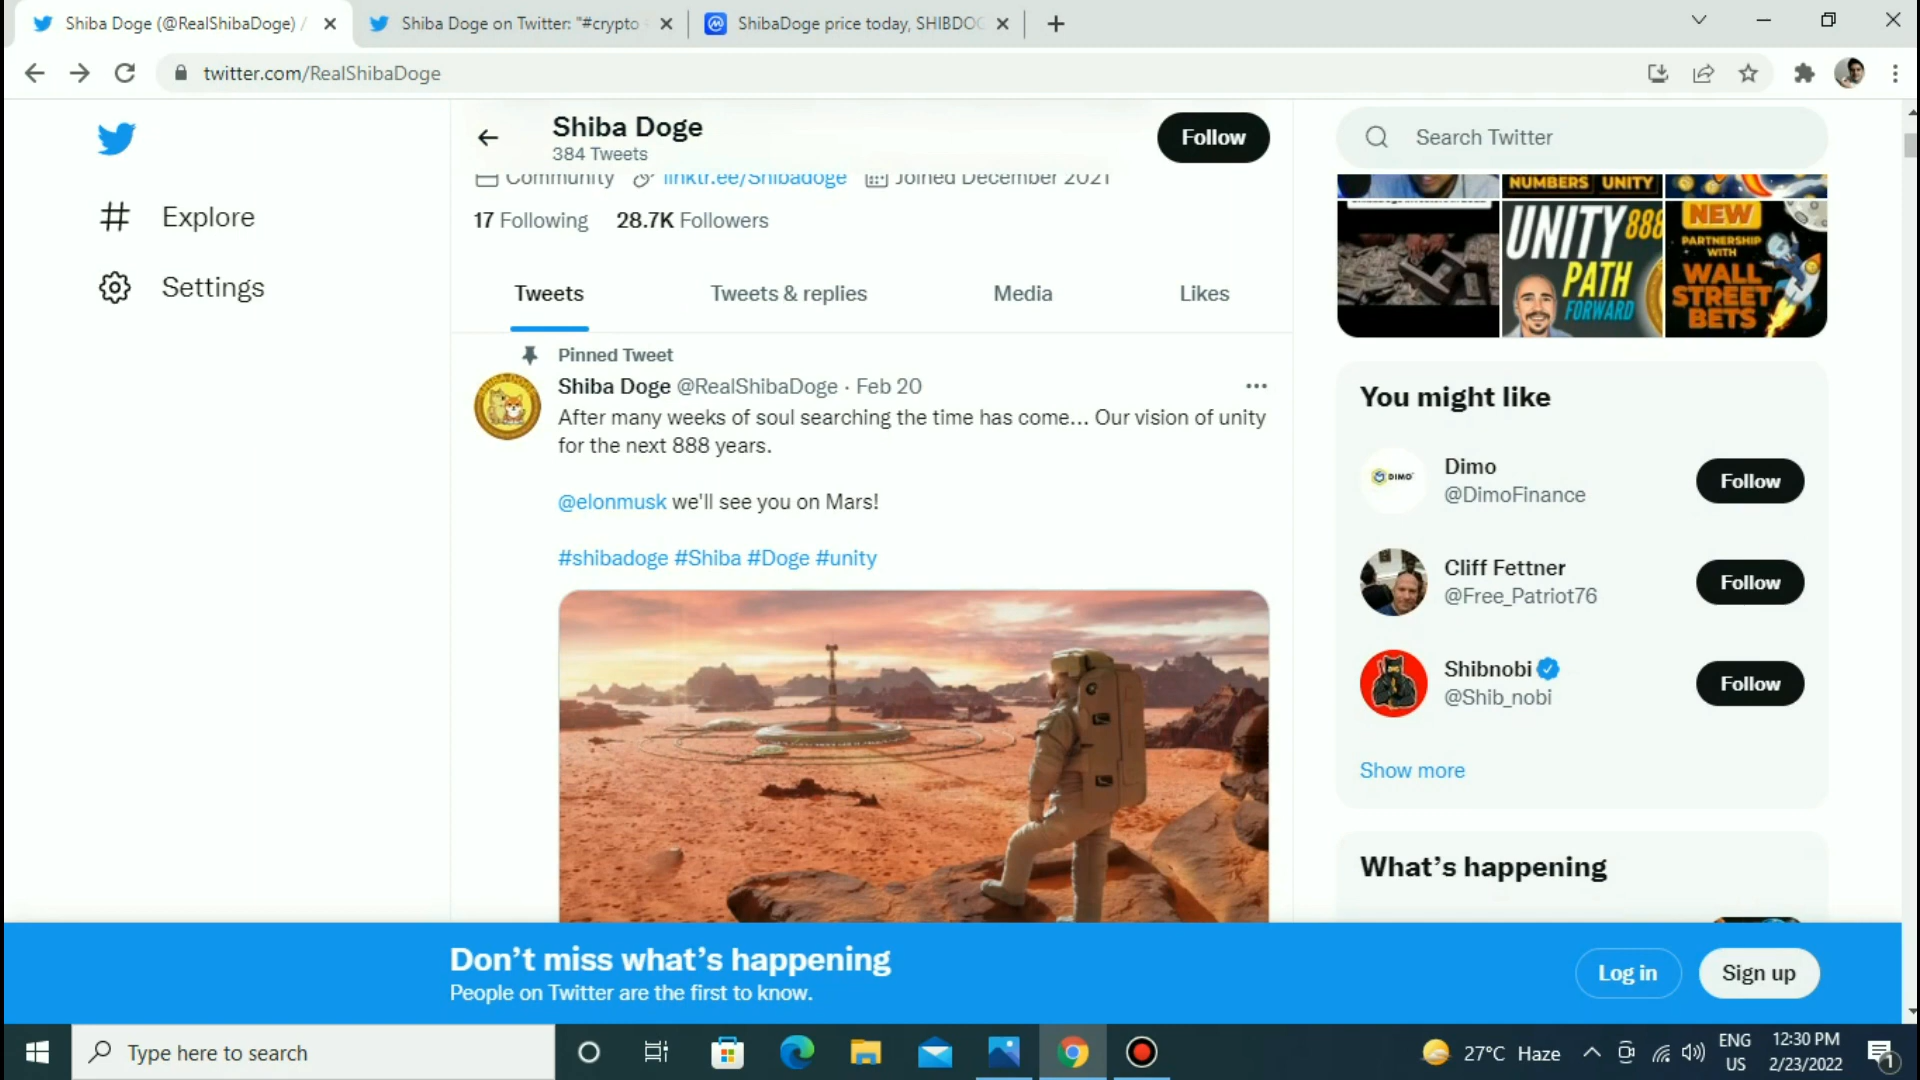 Shiba Doge (@RealShibaDoge) /
Shiba Doge on Twitter: "#crypto
ShibaDoge price today, SHIBDOG
twitter.com/RealShibaDoge
Explore
Settings
Shiba Doge
384 Tweets
Follow
Community linktr.ee/Shibadoge Joined December 2021
17 Following 28.7K Followers
Tweets
Tweets & replies
Media
Likes
Pinned Tweet
Shiba Doge @RealShibaDoge · Feb 20
After many weeks of soul searching the time has come... Our vision of unity
for the next 888 years.
@elonmusk we'll see you on Mars!
#shibadoge #Shiba #Doge #unity
Search Twitter
NUMBERS UNITY
UNITY 888
PATH
FORWARD
NEW
PARTNERSHIP
WITH
WALL
STREET
BETS
You might like
DIMO
Dimo
@DimoFinance
Follow
Cliff Fettner
@Free_Patriot76
Follow
Shibnobi
@Shib_nobi
Follow
Show more
What's happening
Don't miss what's happening
People on Twitter are the first to know.
Log in
Sign up
Type here to search
27°C Haze
ENG
US
12:30 PM
2/23/2022
1